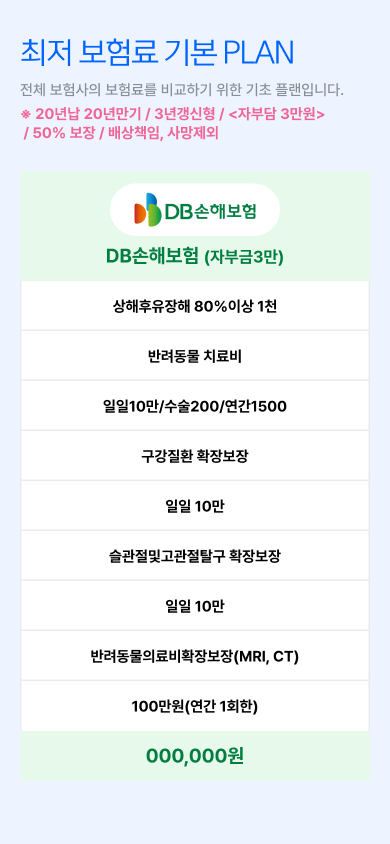 최저 보험료 기본 PLAN
전체 보험사의 보험료를 비교하기 위한 기초 플랜입니다.
※ 20년납 20년만기 / 3년갱신형 / <자부담 3만원>
/ 50% 보장 / 배상책임, 사망제외
DB손해보험
DB손해보험 (자부금3만)
상해후유장해 80%이상 1천
반려동물 치료비
일일10만/수술200/연간1500
구강질환 확장보장
일일 10만
슬관절및고관절탈구 확장보장
일일 10만
반려동물의료비확장보장(MRI, CT)
100만원(연간 1회한)
000,000원